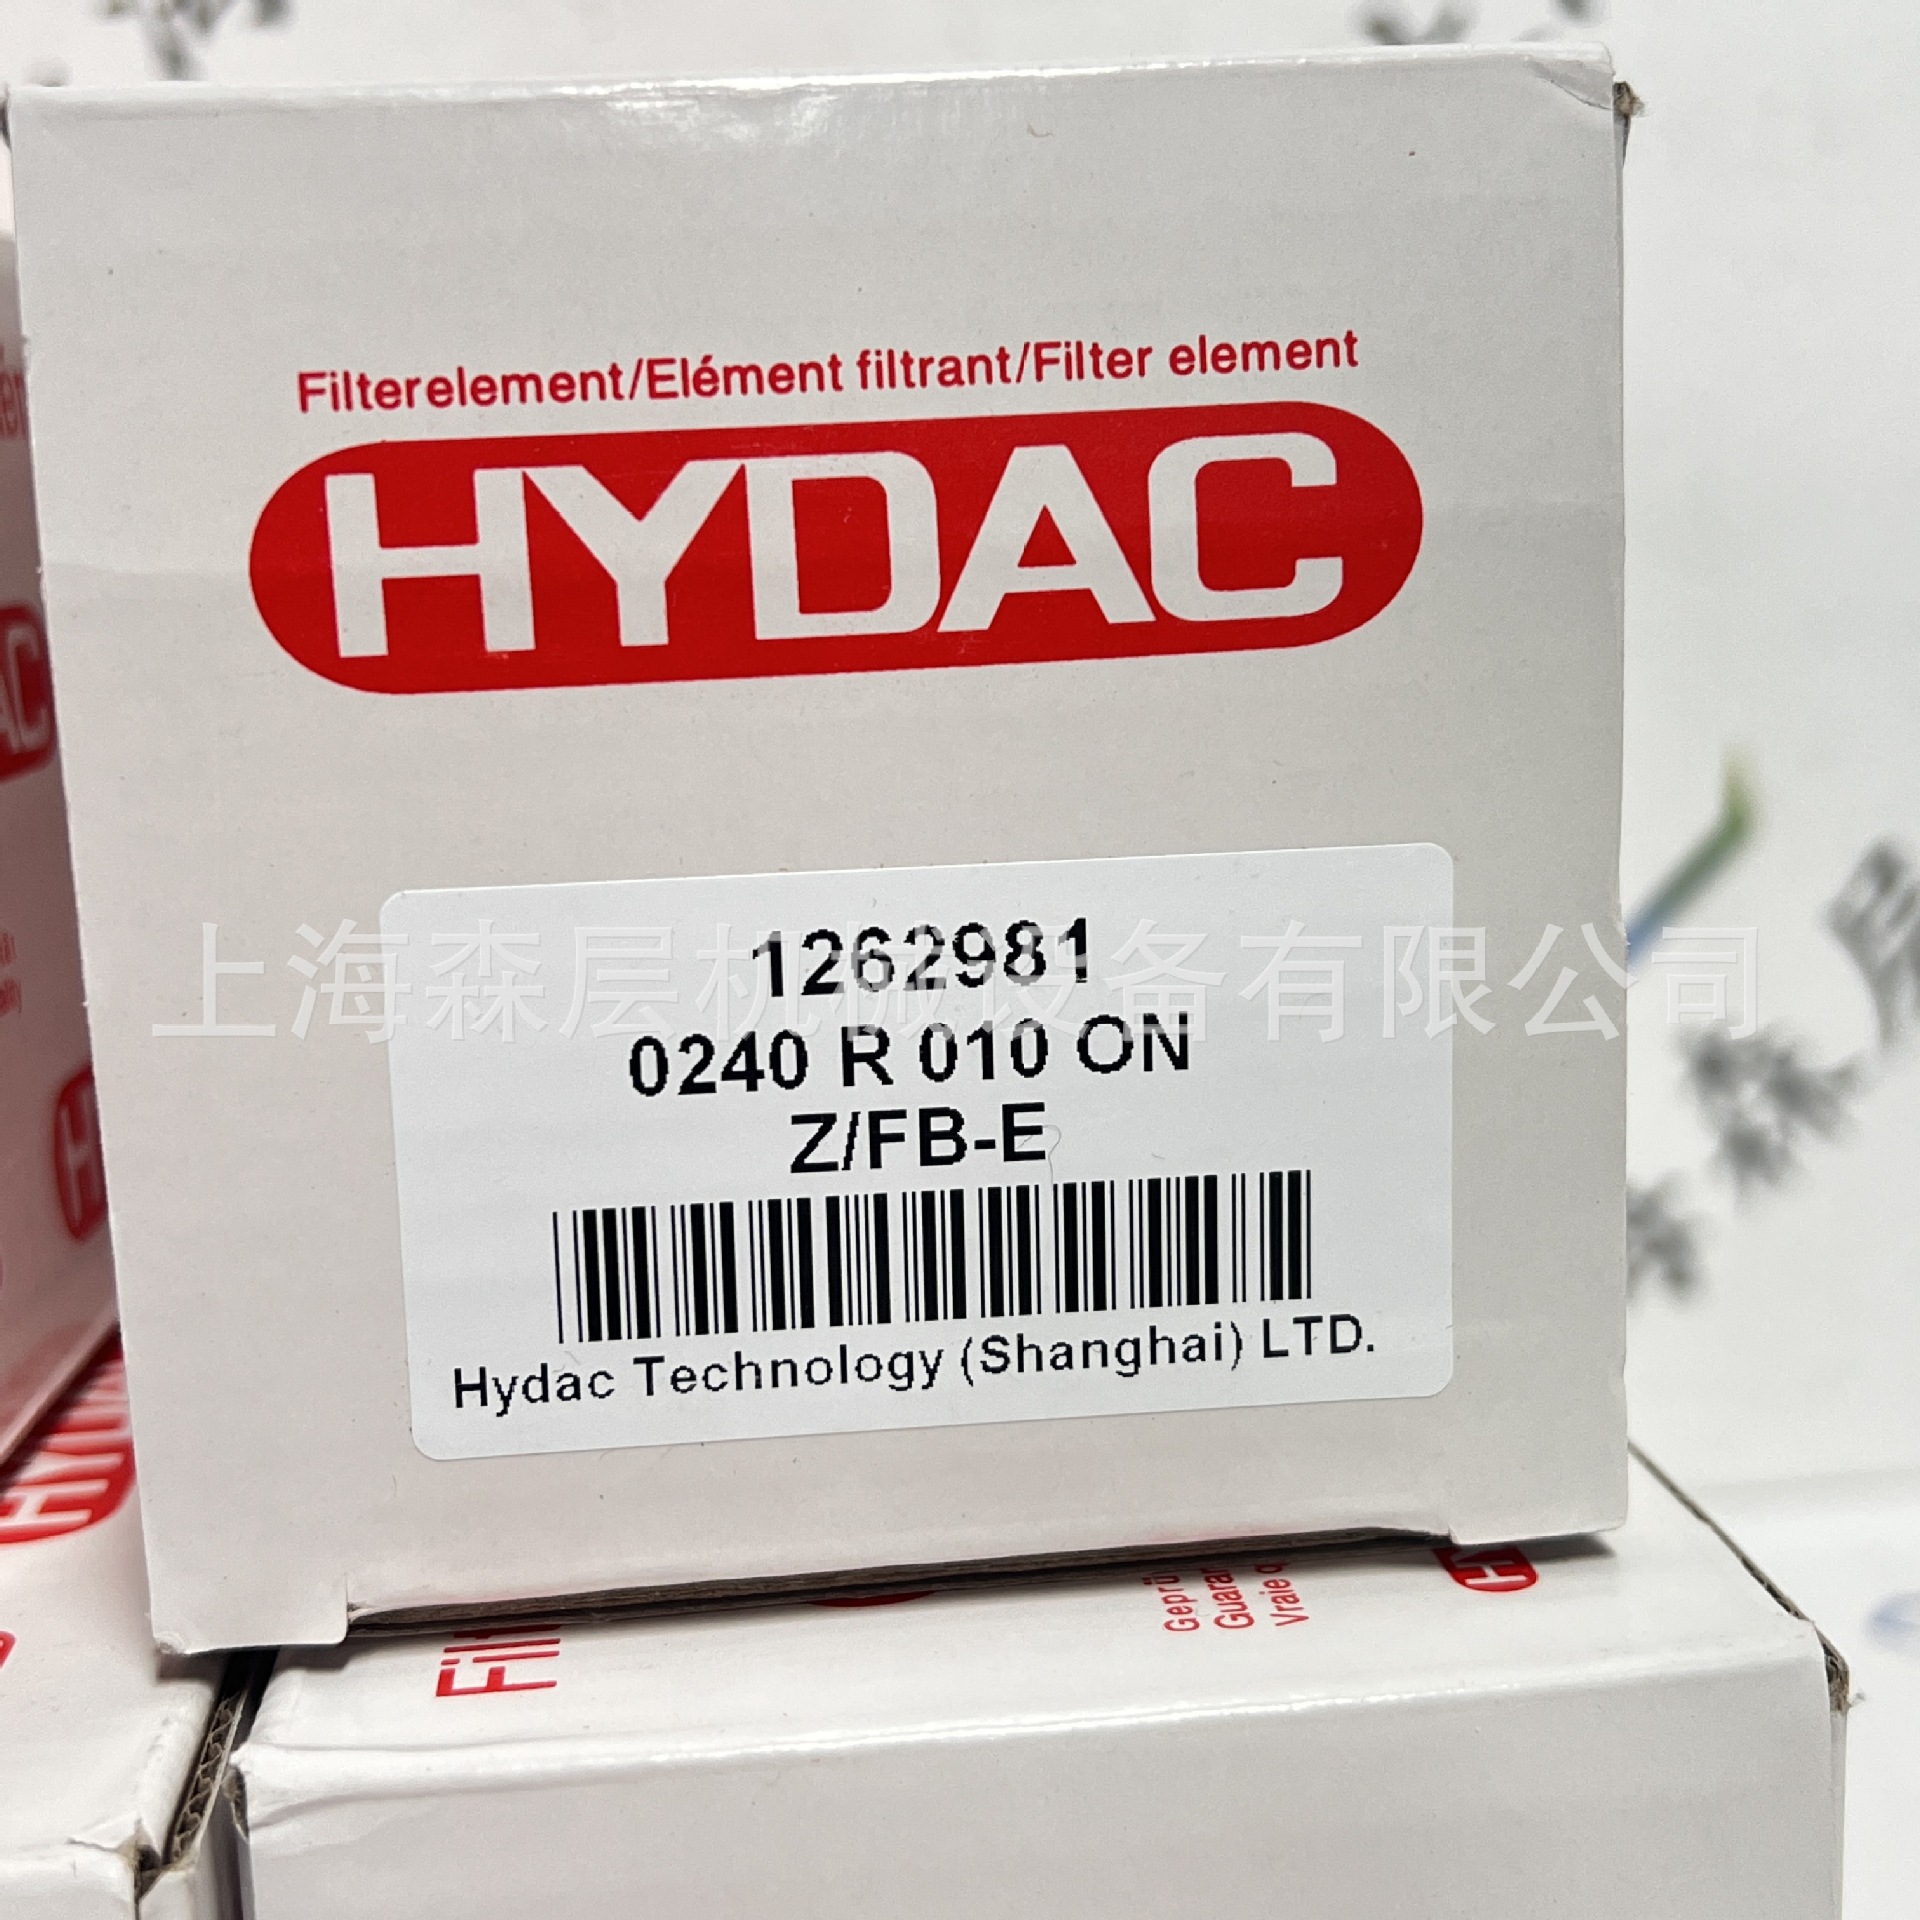 Filterelement/Elément filtrant/Filter element
HYDAC
1262981
上海森层机械设备有限公司
0240 R 010 ON
Z/FB-E
Hydac Technology (Shanghai) LTD.